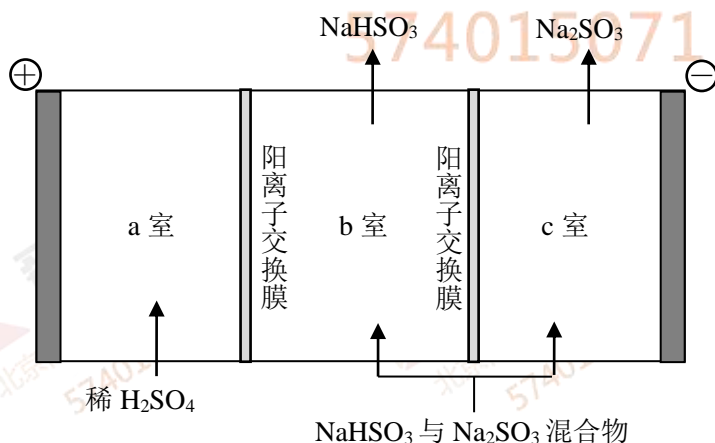 NaHSO₃
Na₂SO₃
574015071
+
−
阳离子交换膜
阳离子交换膜
a 室
b 室
c 室
稀 H₂SO₄
NaHSO₃ 与 Na₂SO₃ 混合物